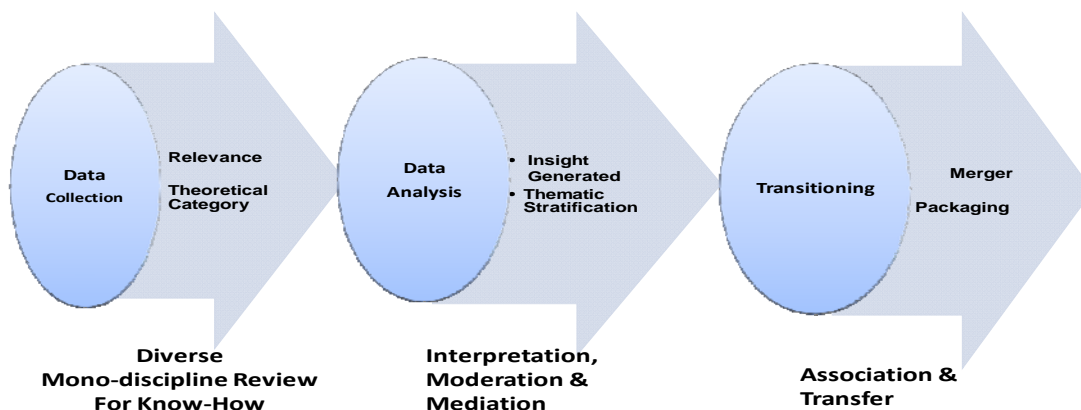 Data
Collection
Relevance
Theoretical
Category
Diverse
Mono-discipline Review
For Know-How
Data
Analysis
• Insight
Generated
• Thematic
Stratification
Interpretation,
Moderation &
Mediation
Transitioning
Merger
Packaging
Association &
Transfer